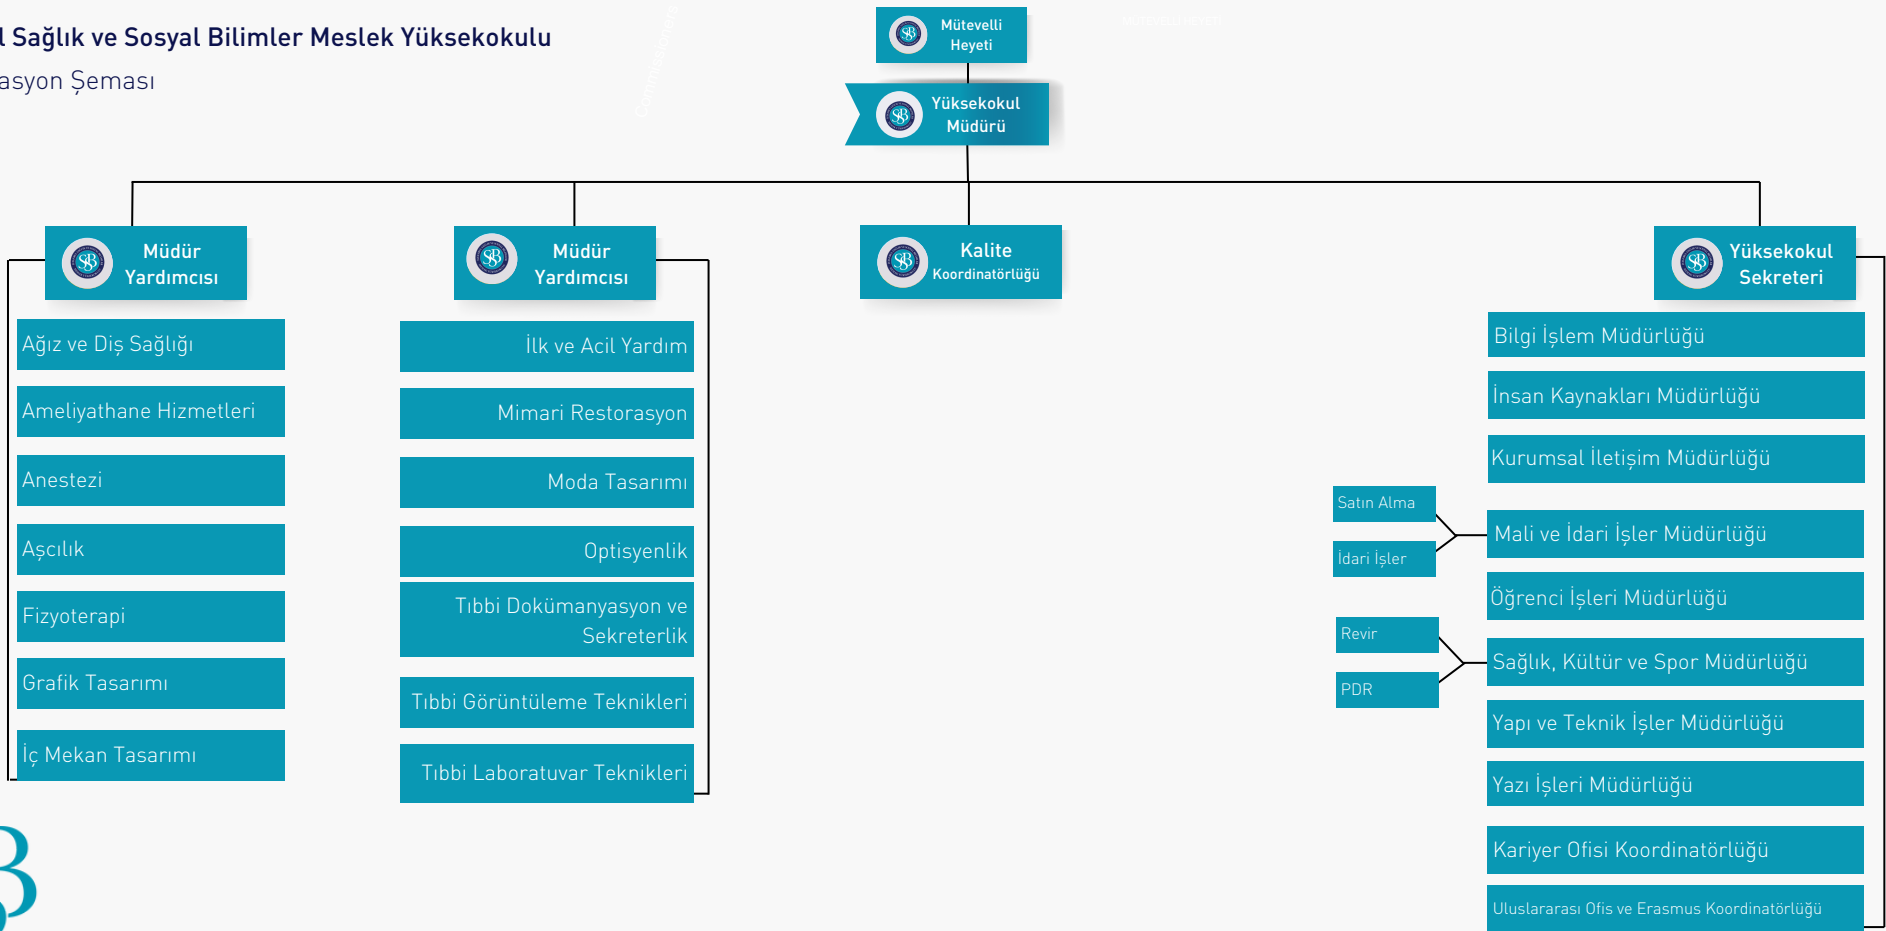 Sağlık ve Sosyal Bilimler Meslek Yüksekokulu
Şeması
Mütevelli
Heyeti
Yüksekokul
Müdürü
Müdür
Yardımcısı
Ağız ve Diş Sağlığı
Ameliyathane Hizmetleri
Anestezi
Aşcılık
Fizyoterapi
Grafik Tasarımı
İç Mekan Tasarımı
Müdür
Yardımcısı
İlk ve Acil Yardım
Mimari Restorasyon
Moda Tasarımı
Optisyenlik
Tıbbi Dokümanyasyon ve
Sekreterlik
Tıbbi Görüntüleme Teknikleri
Tıbbi Laboratuvar Teknikleri
Kalite
Koordinatörlüğü
Yüksekokul
Sekreteri
Bilgi İşlem Müdürlüğü
İnsan Kaynakları Müdürlüğü
Kurumsal İletişim Müdürlüğü
Satın Alma
İdari İşler
Mali ve İdari İşler Müdürlüğü
Öğrenci İşleri Müdürlüğü
Revir
PDR
Sağlık, Kültür ve Spor Müdürlüğü
Yapı ve Teknik İşler Müdürlüğü
Yazı İşleri Müdürlüğü
Kariyer Ofisi Koordinatörlüğü
Uluslararası Ofis ve Erasmus Koordinatörlüğü